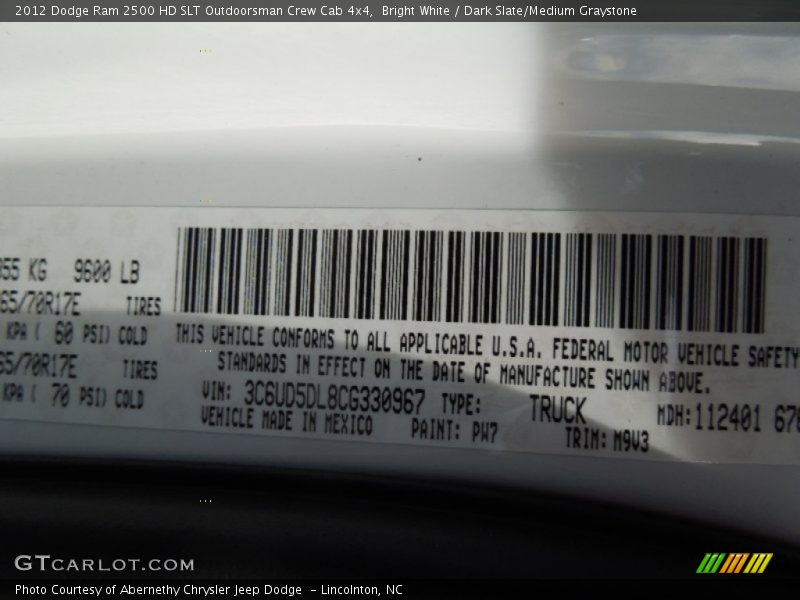 2012 Dodge Ram 2500 HD SLT Outdoorsman Crew Cab 4x4, Bright White / Dark Slate/Medium Graystone
KG 9600 LB
65/70R17E TIRES
KPA ( 60 PSI) COLD
65/70R17E TIRES
KPA ( 70 PSI) COLD
THIS VEHICLE CONFORMS TO ALL APPLICABLE U.S.A. FEDERAL MOTOR VEHICLE SAFETY
STANDARDS IN EFFECT ON THE DATE OF MANUFACTURE SHOWN ABOVE.
VIN: 3C6UD5DL8CG330967 TYPE: TRUCK MDH:112401
VEHICLE MADE IN MEXICO PAINT: PW7 TRIM: M9V3
GTCARLOT.COM
Photo Courtesy of Abernethy Chrysler Jeep Dodge - Lincolnton, NC